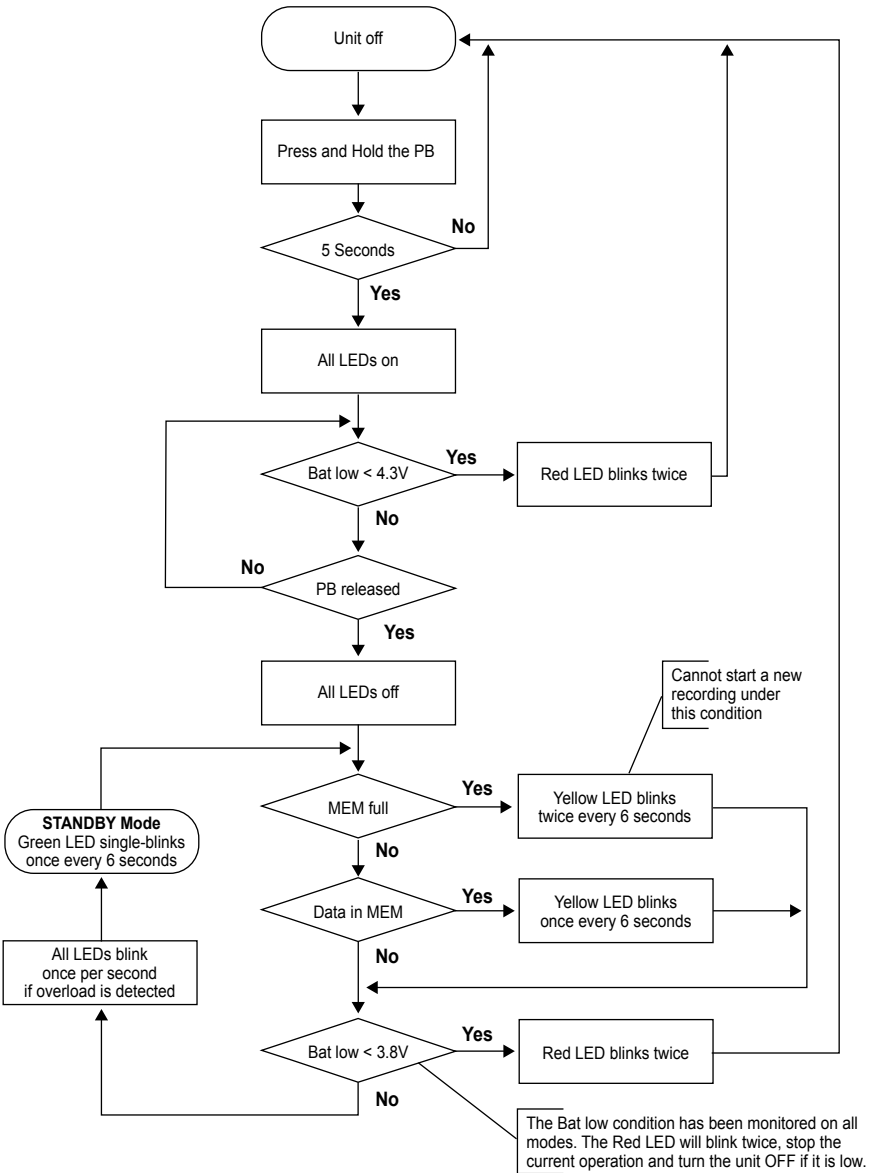 Unit off
Press and Hold the PB
5 Seconds
No
Yes
All LEDs on
Bat low < 4.3V
Yes
Red LED blinks twice
No
PB released
No
Yes
All LEDs off
Cannot start a new
recording under
this condition
MEM full
Yes
Yellow LED blinks
twice every 6 seconds
No
STANDBY Mode
Green LED single-blinks
once every 6 seconds
Data in MEM
Yes
Yellow LED blinks
once every 6 seconds
No
All LEDs blink
once per second
if overload is detected
Bat low < 3.8V
Yes
Red LED blinks twice
No
The Bat low condition has been monitored on all
modes. The Red LED will blink twice, stop the
current operation and turn the unit OFF if it is low.